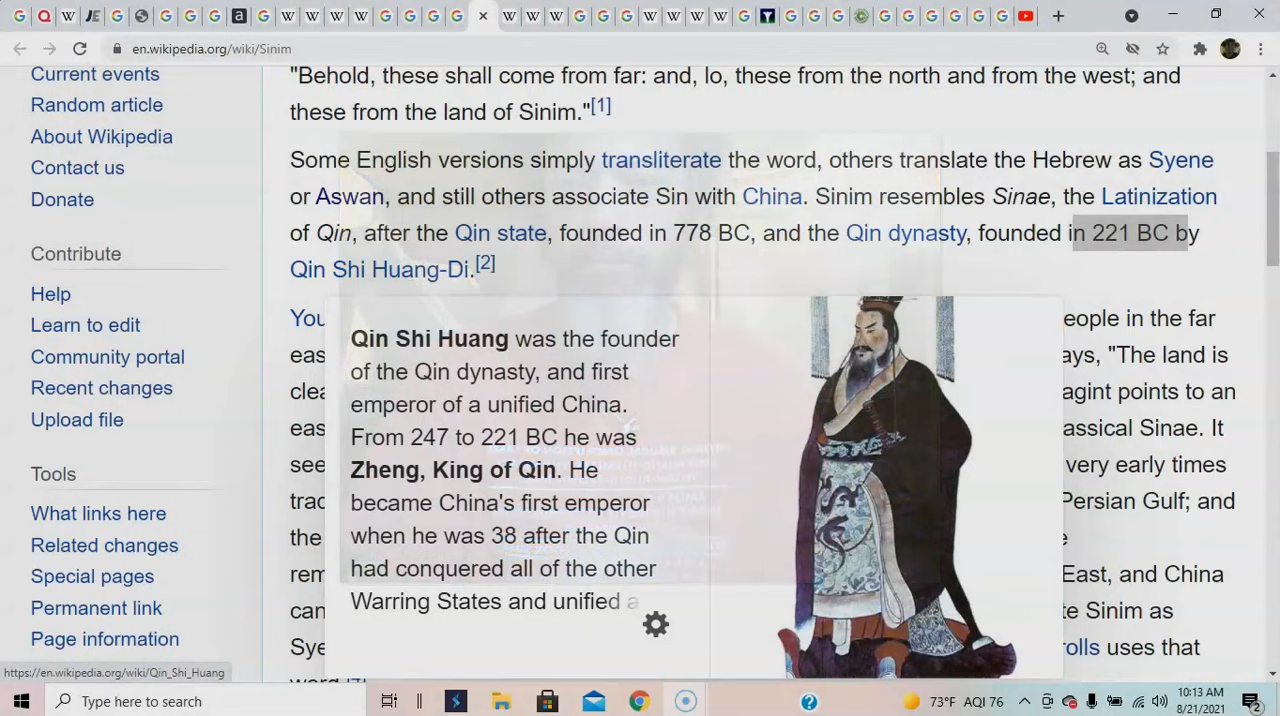 en.wikipedia.org/wiki/Sinim
Current events
Random article
About Wikipedia
Contact us
Donate
Contribute
Help
Learn to edit
Community portal
Recent changes
Upload file
Tools
What links here
Related changes
Special pages
Permanent link
Page information
"Behold, these shall come from far: and, lo, these from the north and from the west; and
these from the land of Sinim."[1]
Some English versions simply transliterate the word, others translate the Hebrew as Syene
or Aswan, and still others associate Sin with China. Sinim resembles Sinae, the Latinization
of Qin, after the Qin state, founded in 778 BC, and the Qin dynasty, founded in 221 BC by
Qin Shi Huang-Di.[2]
eople in the far
ays, "The land is
agint points to an
assical Sinae. It
very early times
Persian Gulf; and
East, and China
te Sinim as
rolls uses that
Qin Shi Huang was the founder
of the Qin dynasty, and first
emperor of a unified China.
From 247 to 221 BC he was
Zheng, King of Qin. He
became China's first emperor
when he was 38 after the Qin
had conquered all of the other
Warring States and unified a
https://en.wikipedia.org/wiki/Qin_Shi_Huang
Type here to search
73°F AQI 76
10:13 AM
8/21/2021
2